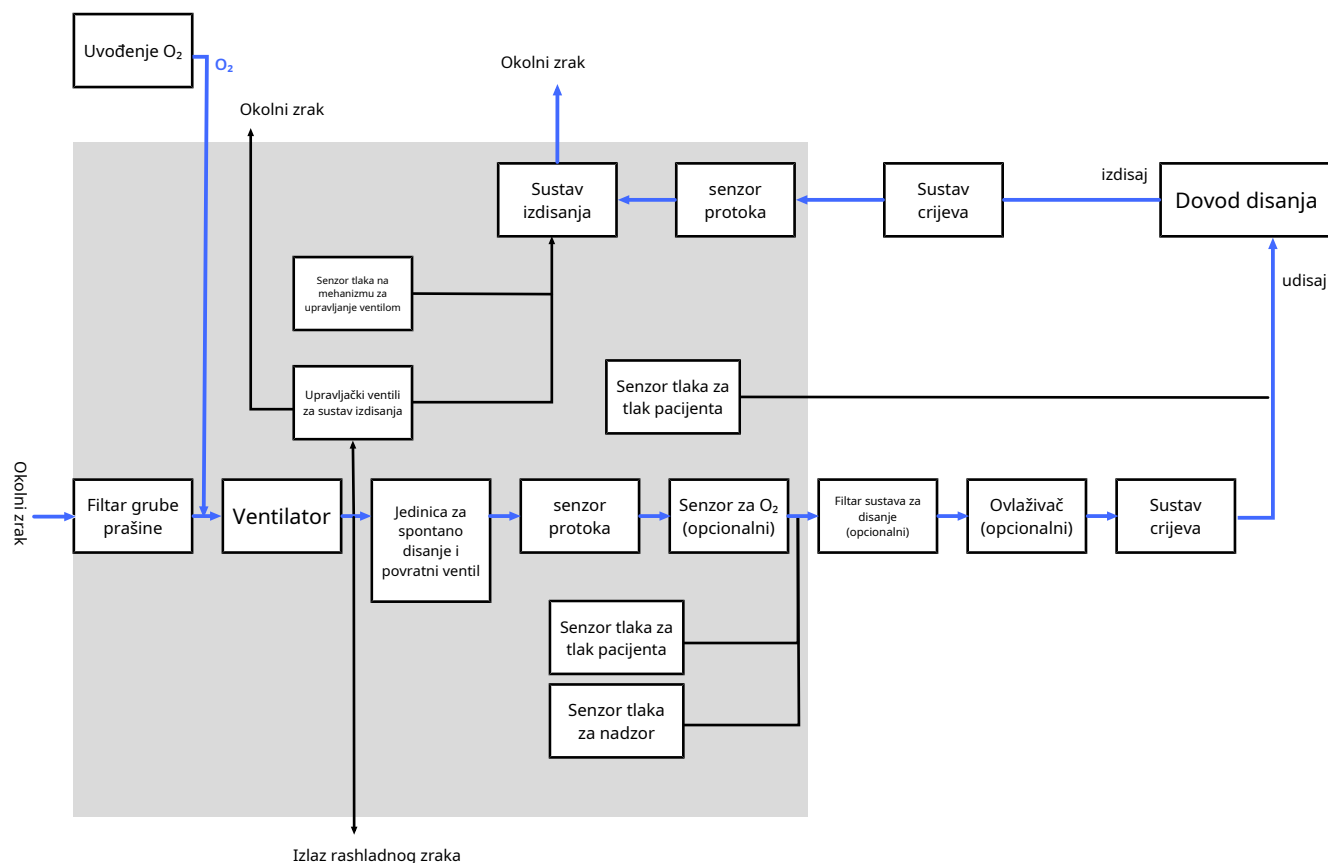 Uvođenje O₂
O₂
Okolni zrak
Okolni zrak
Sustav
izdisanja
senzor
protoka
Sustav
crijeva
izdisaj
Dovod disanja
udisaj
Senzor tlaka na
mehanizmu za
upravljanje ventilom
Upravljački ventili
za sustav izdisanja
Senzor tlaka za
tlak pacijenta
Okolni zrak
Filtar grube
prašine
Ventilator
Jedinica za
spontano
disanje i
povratni ventil
senzor
protoka
Senzor za O₂
(opcionalni)
Filtar sustava za
disanje
(opcionalni)
Ovlaživač
(opcionalni)
Sustav
crijeva
Senzor tlaka za
tlak pacijenta
Senzor tlaka
za nadzor
Izlaz rashladnog zraka